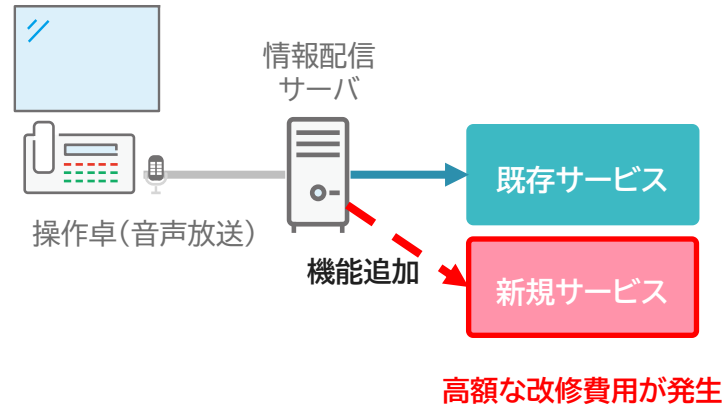 情報配信
サーバ
既存サービス
操作卓(音声放送)
機能追加
新規サービス
高額な改修費用が発生